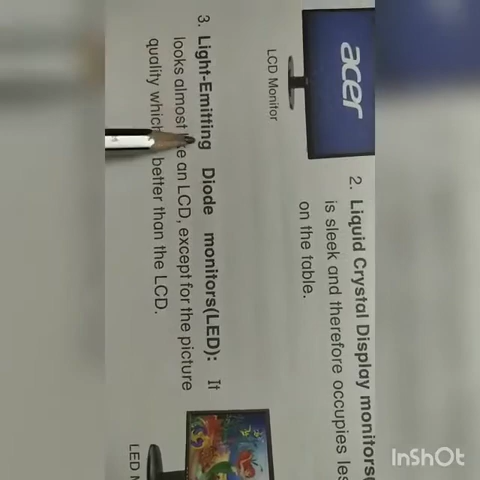 acer
LCD Monitor
2. Liquid Crystal Display monitors(
is sleek and therefore occupies
on the table.
3. Light-Emitting Diode monitors(LED): It
looks almost an LCD, except for the picture
quality better than the LCD.
LED
InShOt